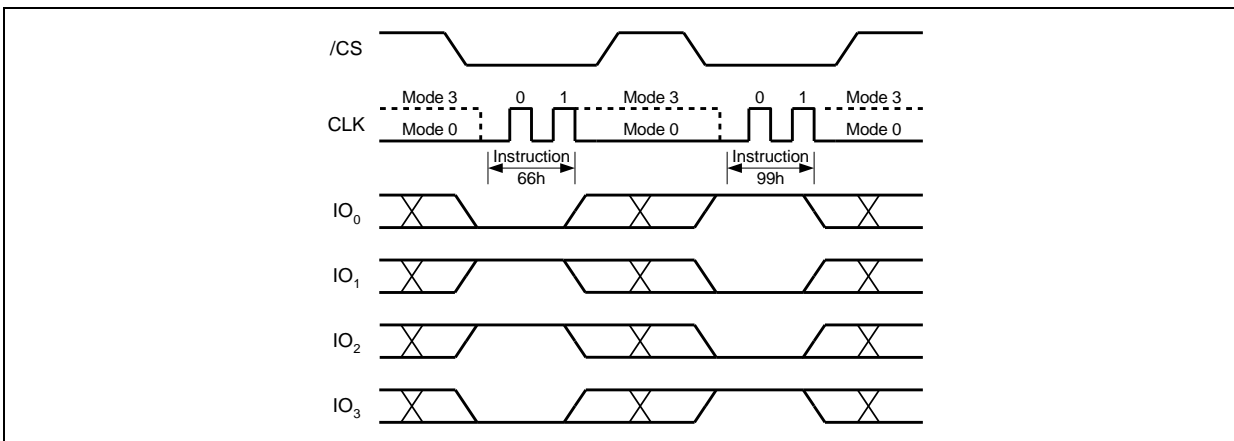 /CS
Mode 3 0 1 Mode 3 0 1 Mode 3
CLK
Mode 0 Mode 0 Mode 0
Instruction Instruction
66h 99h
IO0
IO1
IO2
IO3